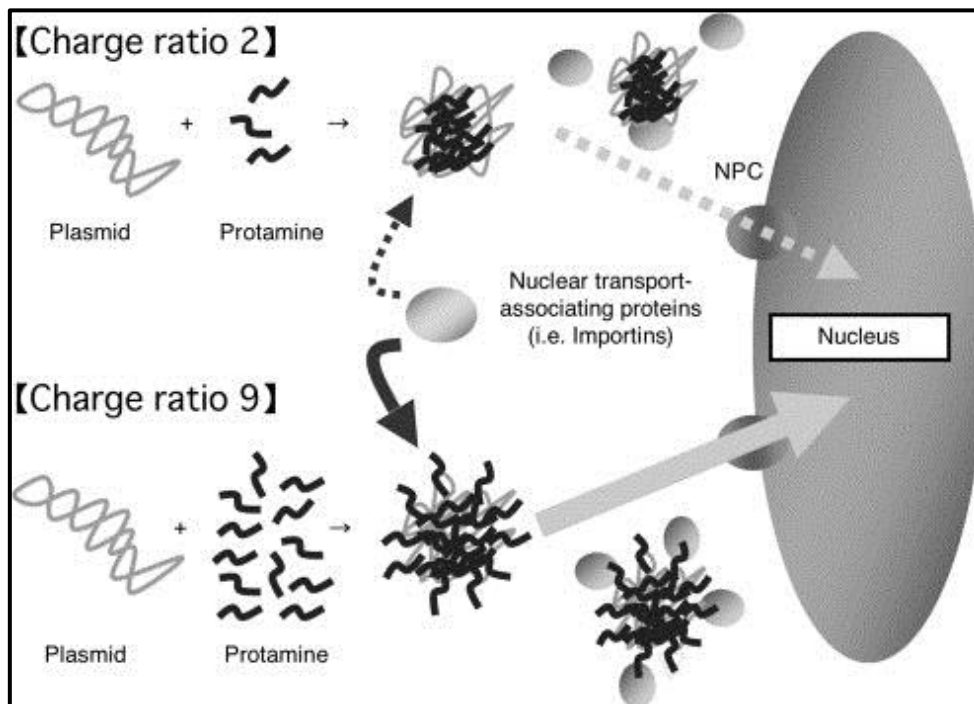 【Charge ratio 2】
+
→
Plasmid
Protamine
NPC
Nuclear transport-
associating proteins
(i.e. Importins)
Nucleus
【Charge ratio 9】
+
→
Plasmid
Protamine